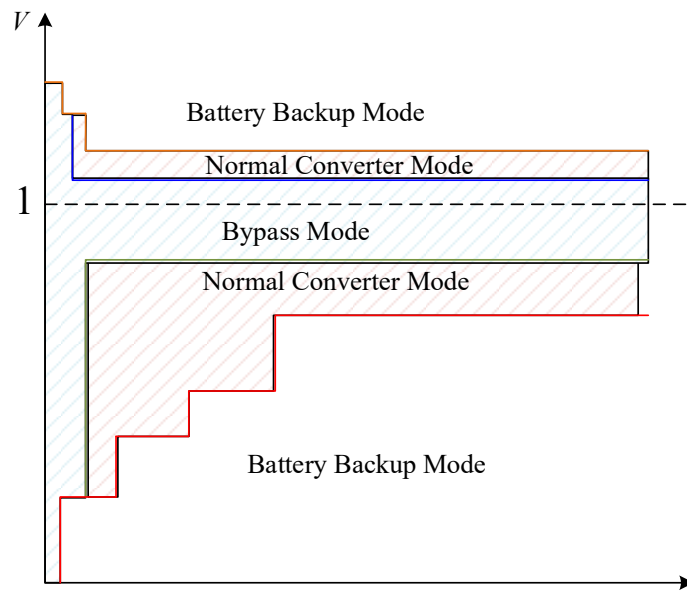 V
Battery Backup Mode
Normal Converter Mode
1
Bypass Mode
Normal Converter Mode
Battery Backup Mode